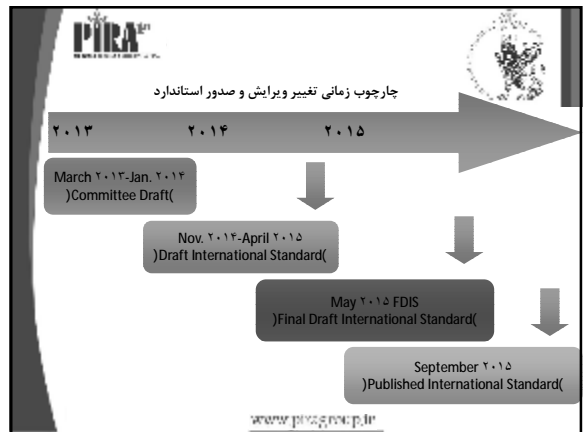 PIRA
چارچوب زمانی تغییر ویرایش و صدور استاندارد
۲۰۱۳ ۲۰۱۴ ۲۰۱۵
March ۲۰۱۳-Jan. ۲۰۱۴
)Committee Draft(
Nov. ۲۰۱۴-April ۲۰۱۵
)Draft International Standard(
May ۲۰۱۵ FDIS
)Final Draft International Standard(
September ۲۰۱۵
)Published International Standard(
www.piragroup.ir